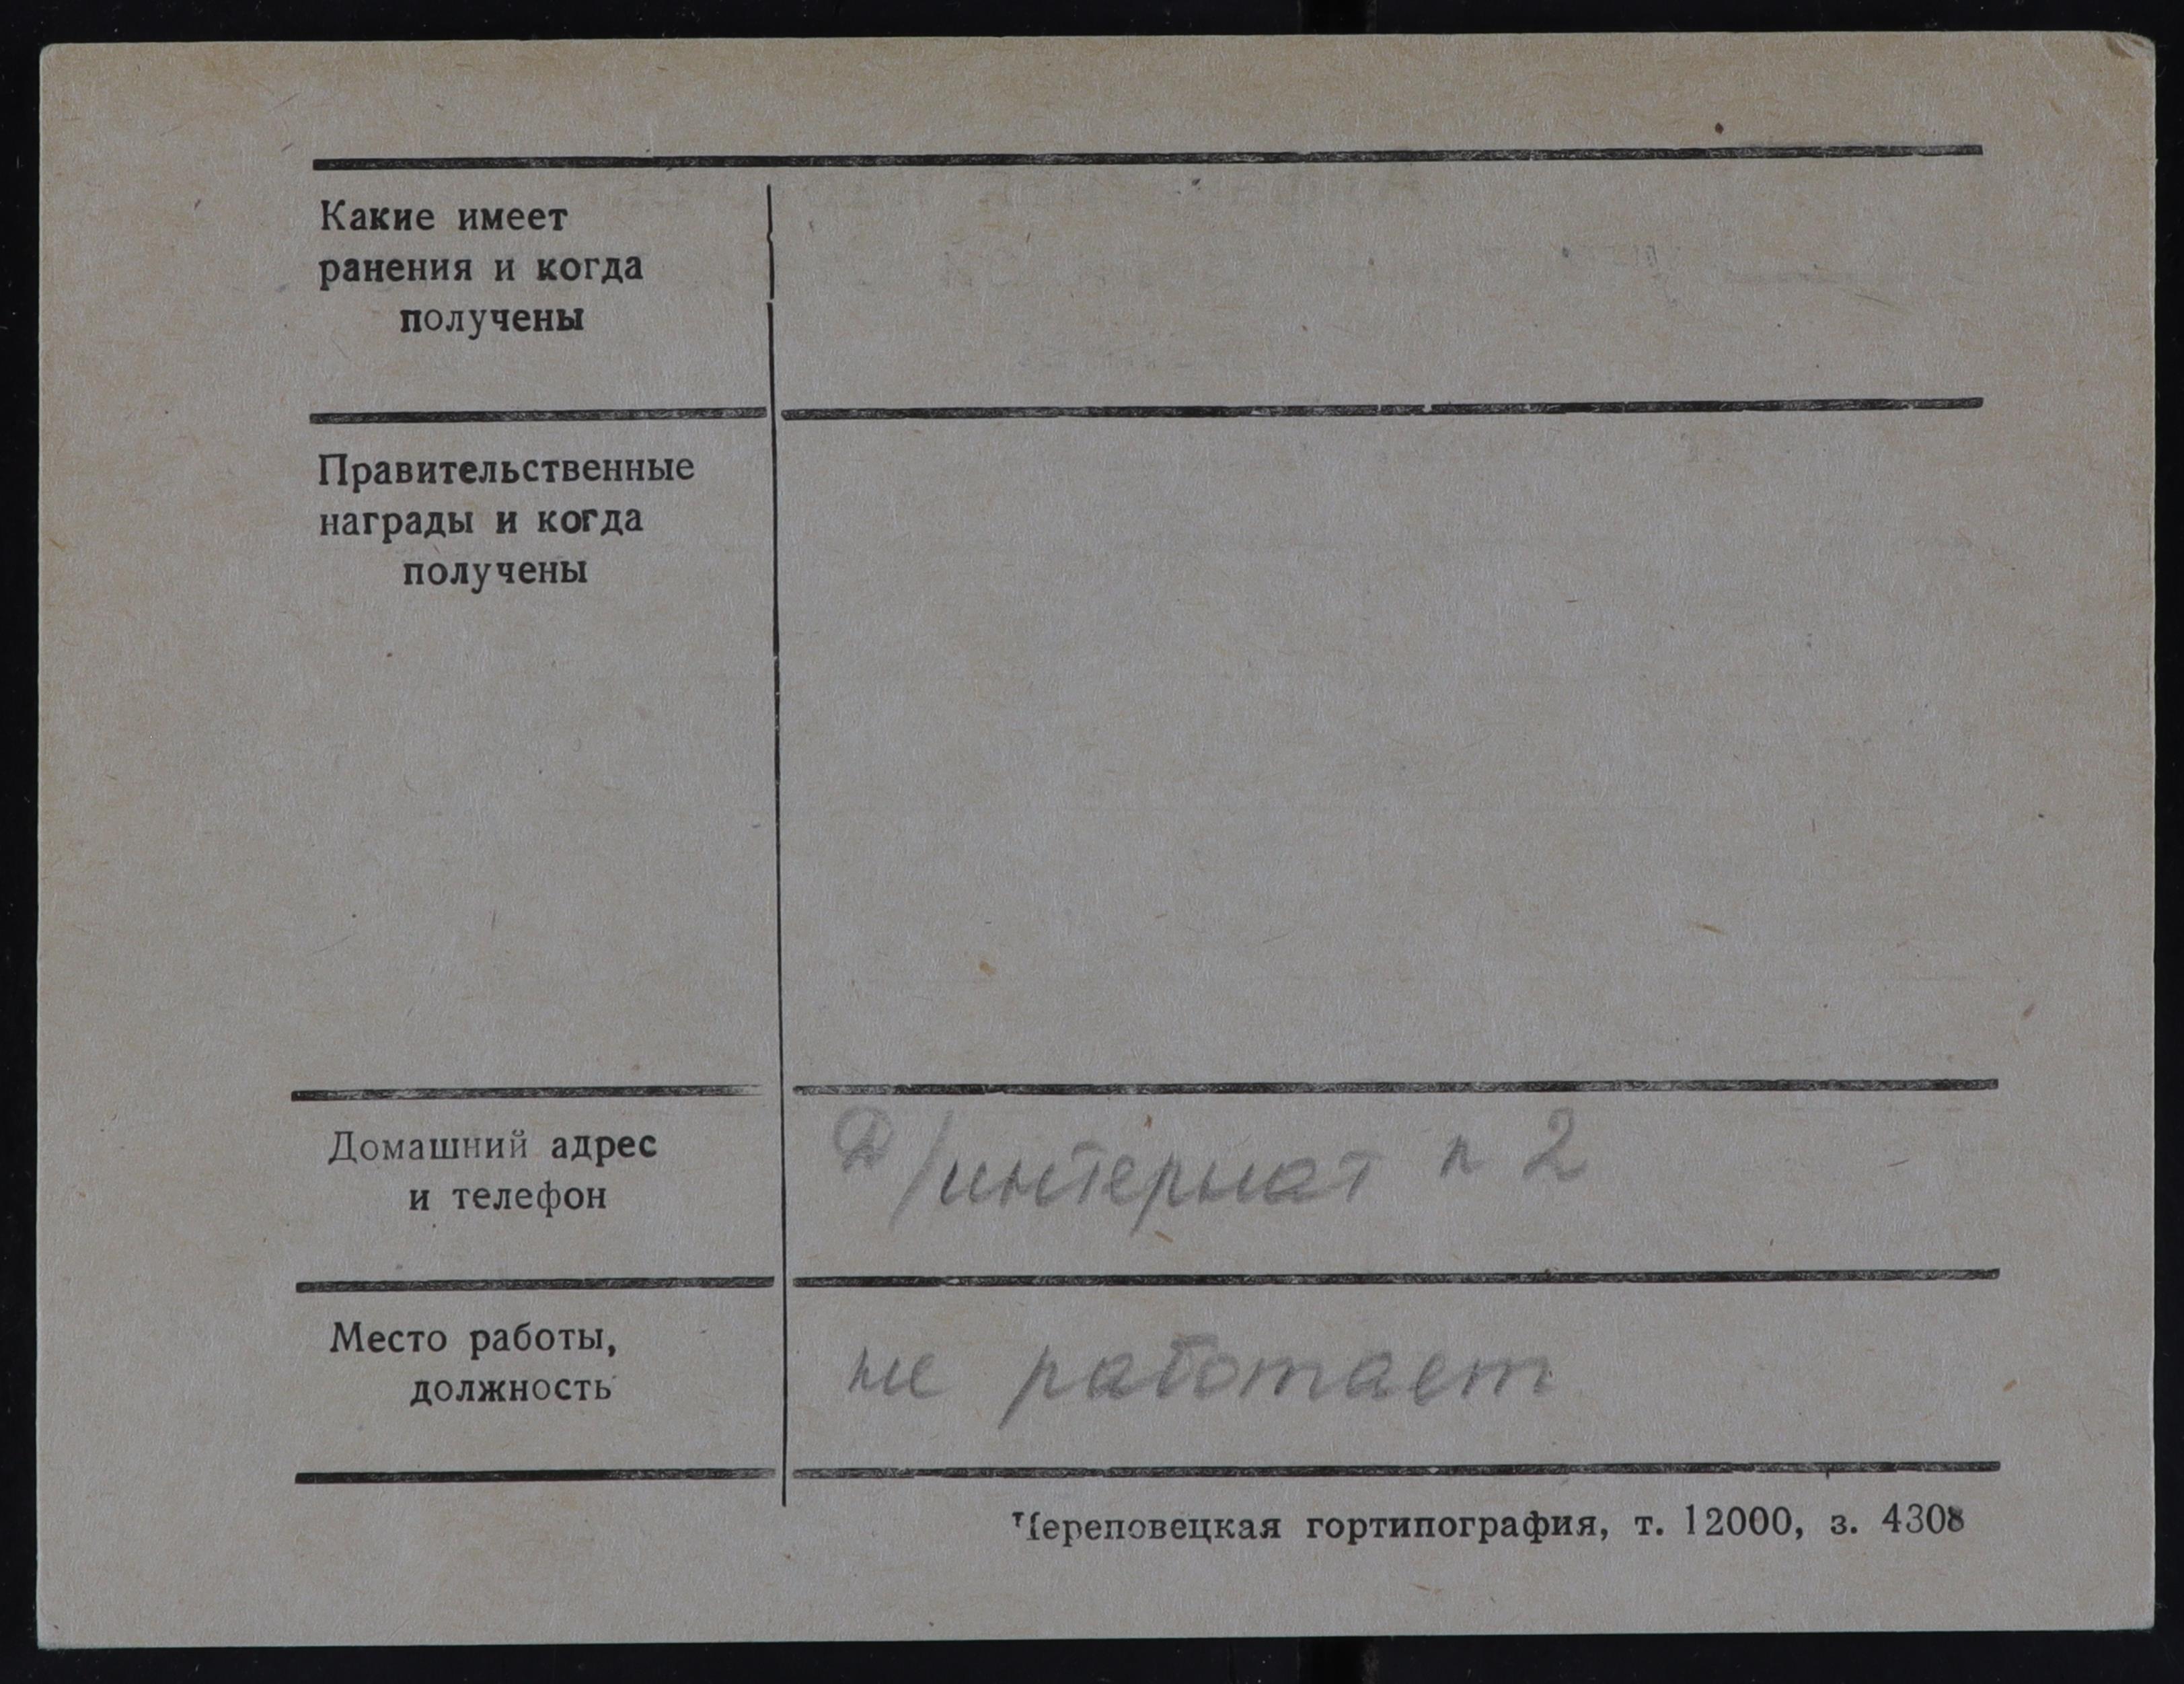 Какие имеет
ранения и когда
получены
Правительственные
награды и когда
получены
Домашний адрес
и телефон
Д/интернат n 2
Место работы,
должность
не работает
Череповецкая гортипография, т. 12000, з. 4308